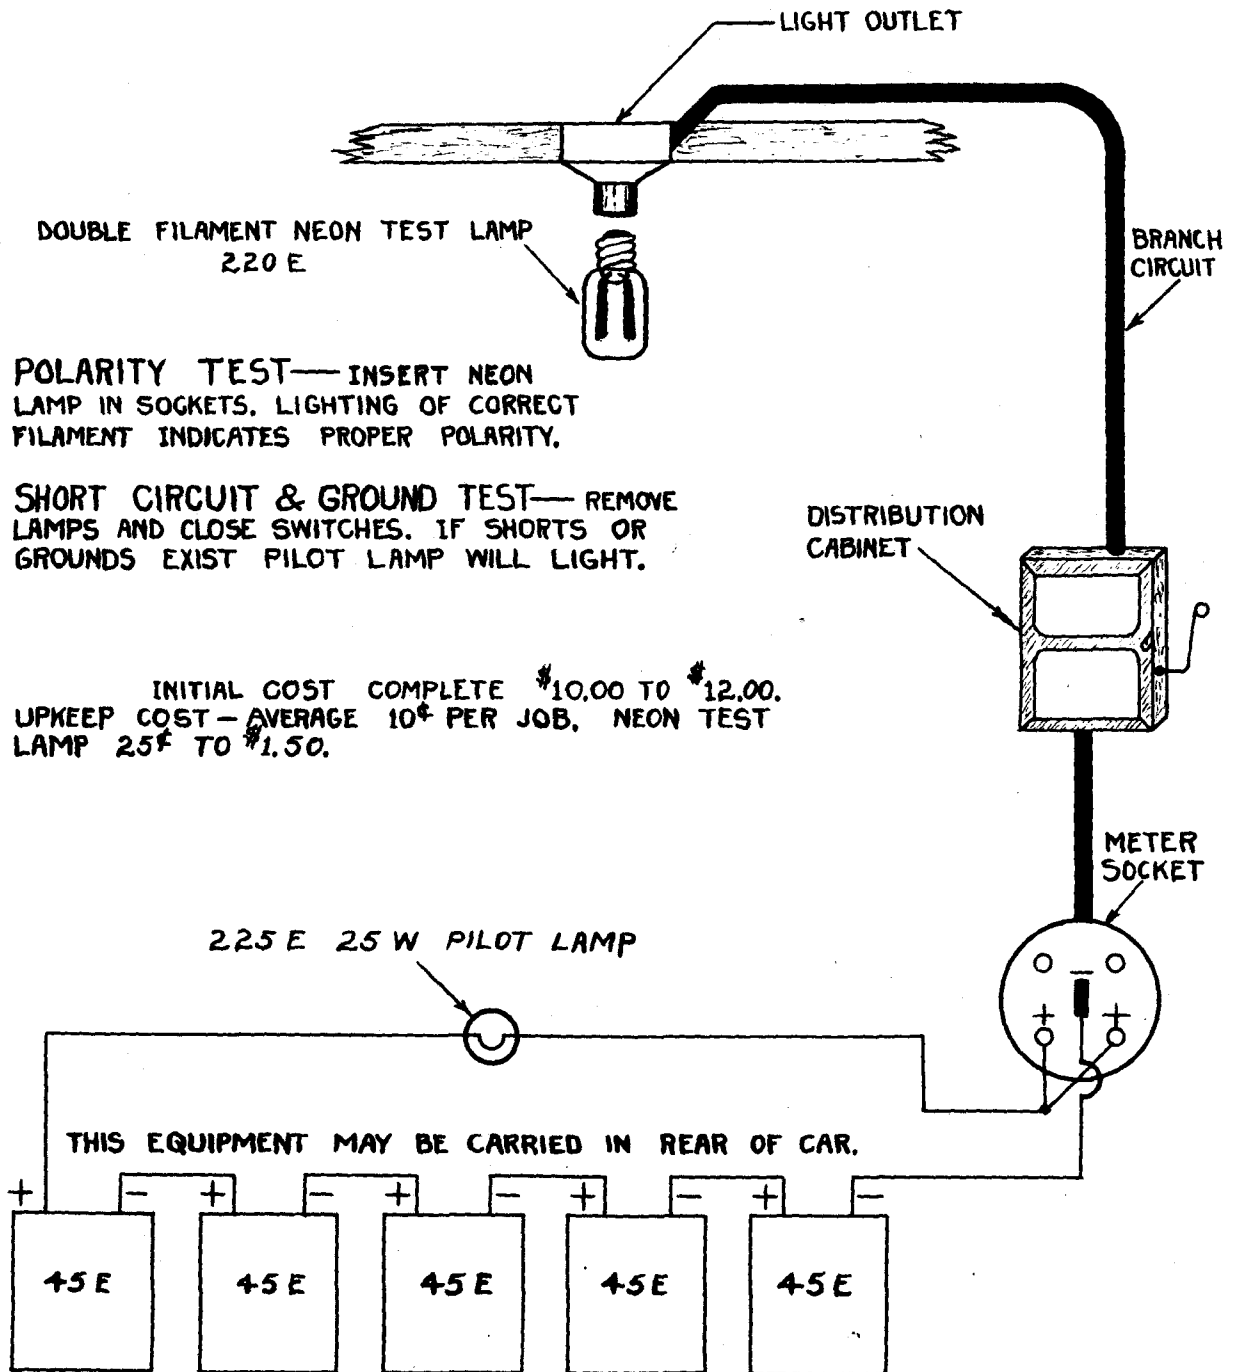 LIGHT OUTLET
DOUBLE FILAMENT NEON TEST LAMP
220 E
BRANCH
CIRCUIT
POLARITY TEST— INSERT NEON
LAMP IN SOCKETS. LIGHTING OF CORRECT
FILAMENT INDICATES PROPER POLARITY.
SHORT CIRCUIT & GROUND TEST— REMOVE
LAMPS AND CLOSE SWITCHES. IF SHORTS OR
GROUNDS EXIST PILOT LAMP WILL LIGHT.
DISTRIBUTION
CABINET
INITIAL COST COMPLETE $10.00 TO $12.00.
UPKEEP COST – AVERAGE 10¢ PER JOB. NEON TEST
LAMP 25¢ TO $1.50.
METER
SOCKET
225 E 25 W PILOT LAMP
–
+ +
THIS EQUIPMENT MAY BE CARRIED IN REAR OF CAR.
+ – + – + – + – + –
45 E 45 E 45 E 45 E 45 E